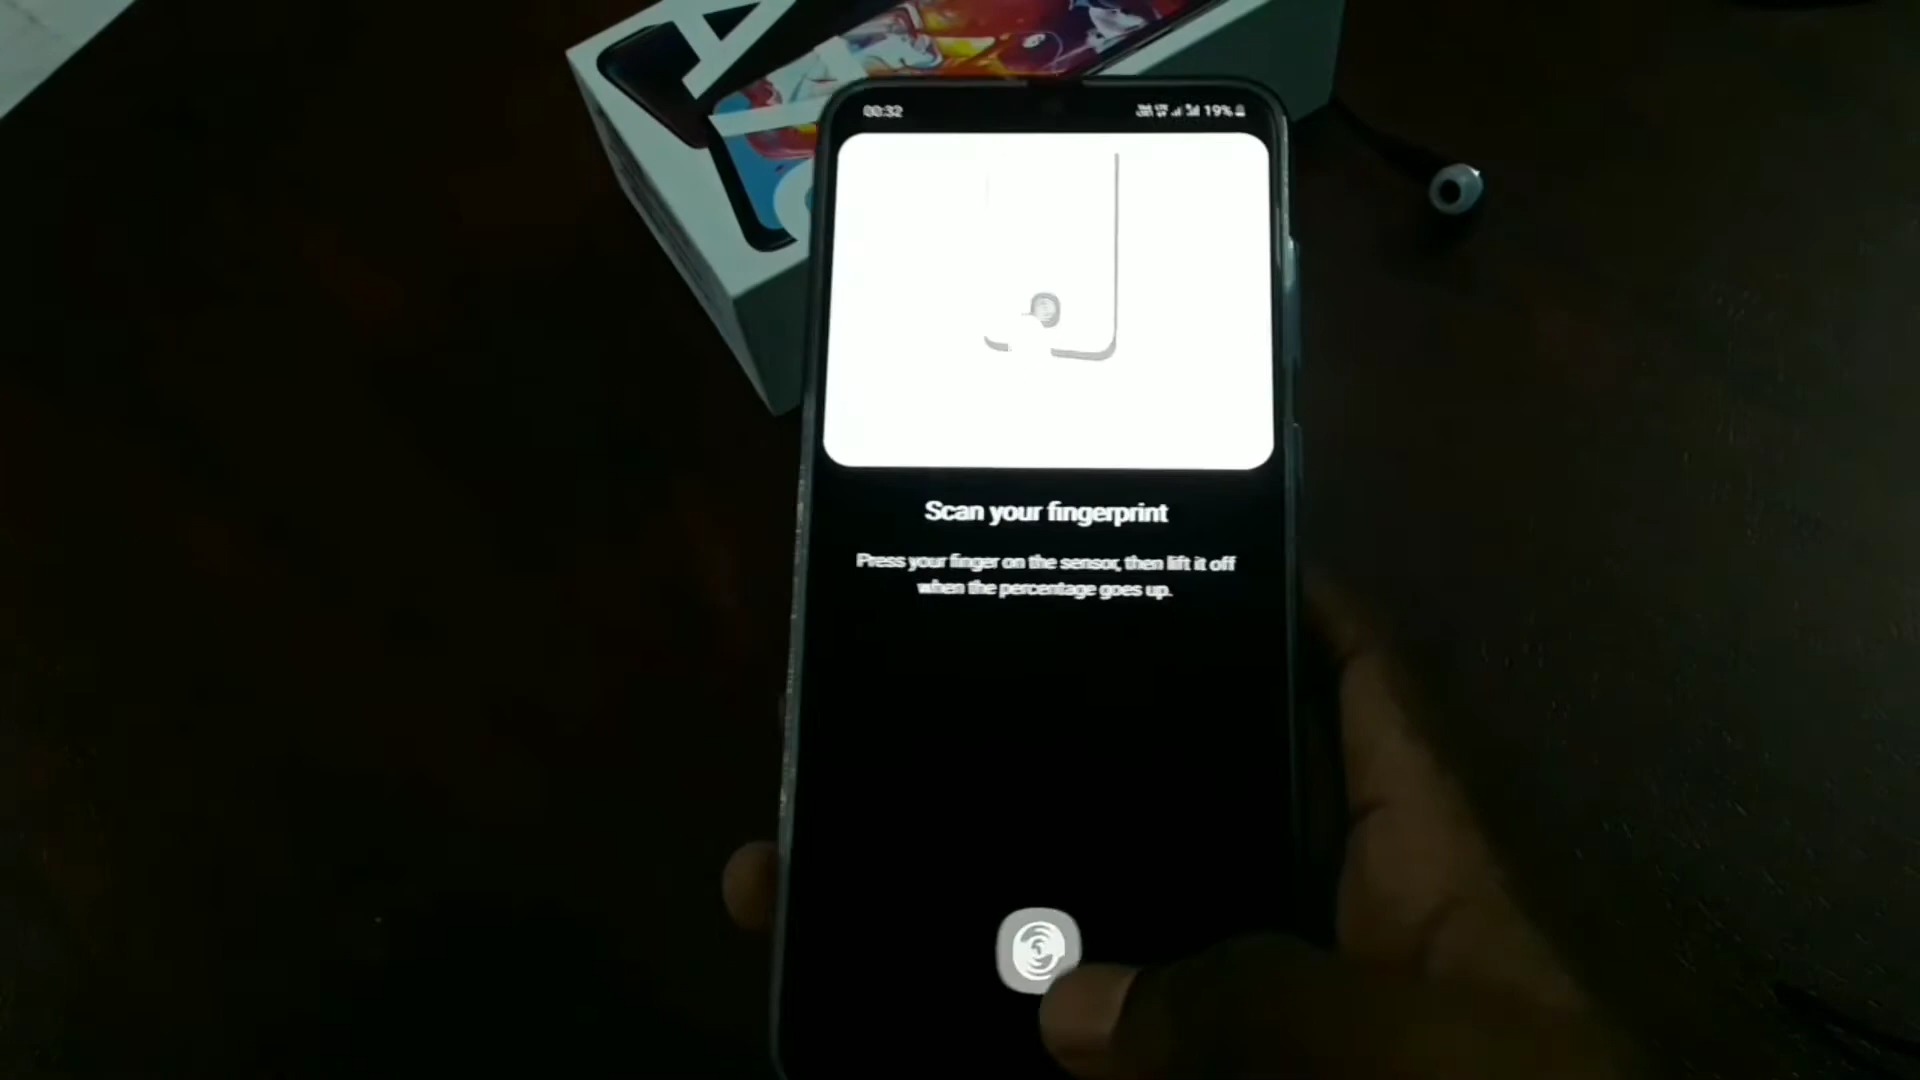 A
00:32
19%
Scan your fingerprint
Press your finger on the sensor, then lift it off
when the percentage goes up.